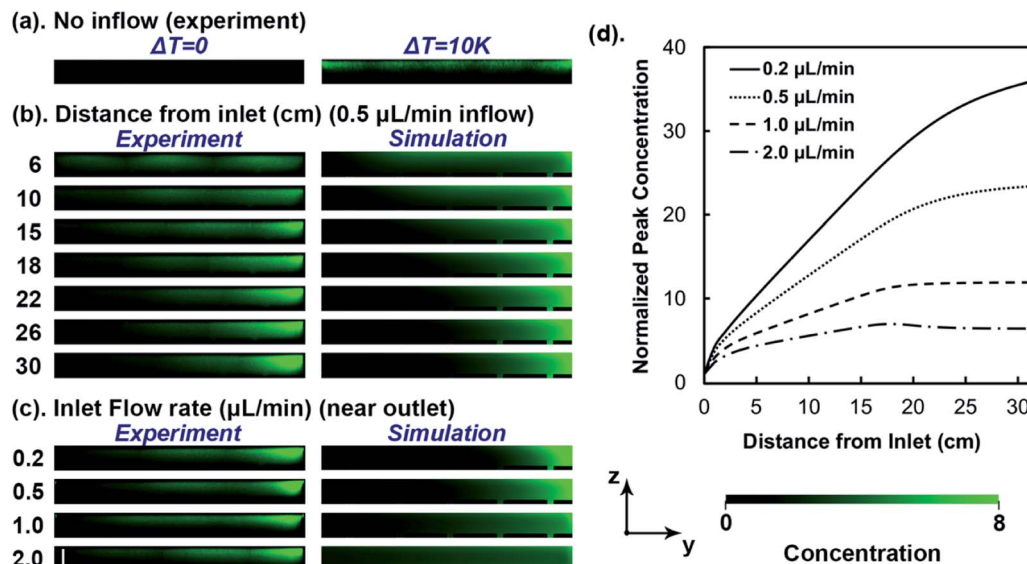 (a). No inflow (experiment)
ΔT=0 ΔT=10K
(b). Distance from inlet (cm) (0.5 µL/min inflow)
Experiment Simulation
6
10
15
18
22
26
30
(c). Inlet Flow rate (µL/min) (near outlet)
Experiment Simulation
0.2
0.5
1.0
2.0
(d).
Normalized Peak Concentration
40
30
20
10
0
0.2 µL/min
0.5 µL/min
1.0 µL/min
2.0 µL/min
0 5 10 15 20 25 30
Distance from Inlet (cm)
z
y
0 8
Concentration